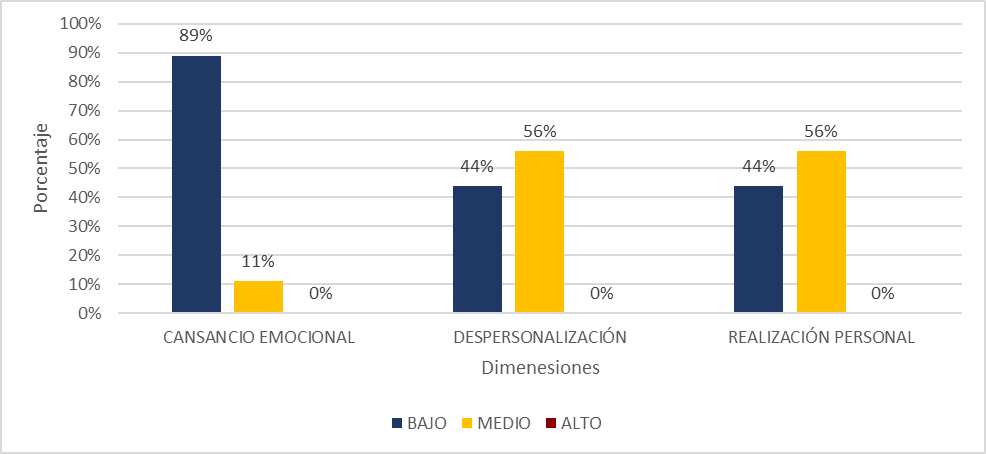 100%
90%
80%
70%
60%
50%
40%
30%
20%
10%
0%
Porcentaje
89%
11%
0%
44%
56%
0%
44%
56%
0%
CANSANCIO EMOCIONAL
DESPERSONALIZACIÓN
REALIZACIÓN PERSONAL
Dimenesiones
BAJO
MEDIO
ALTO